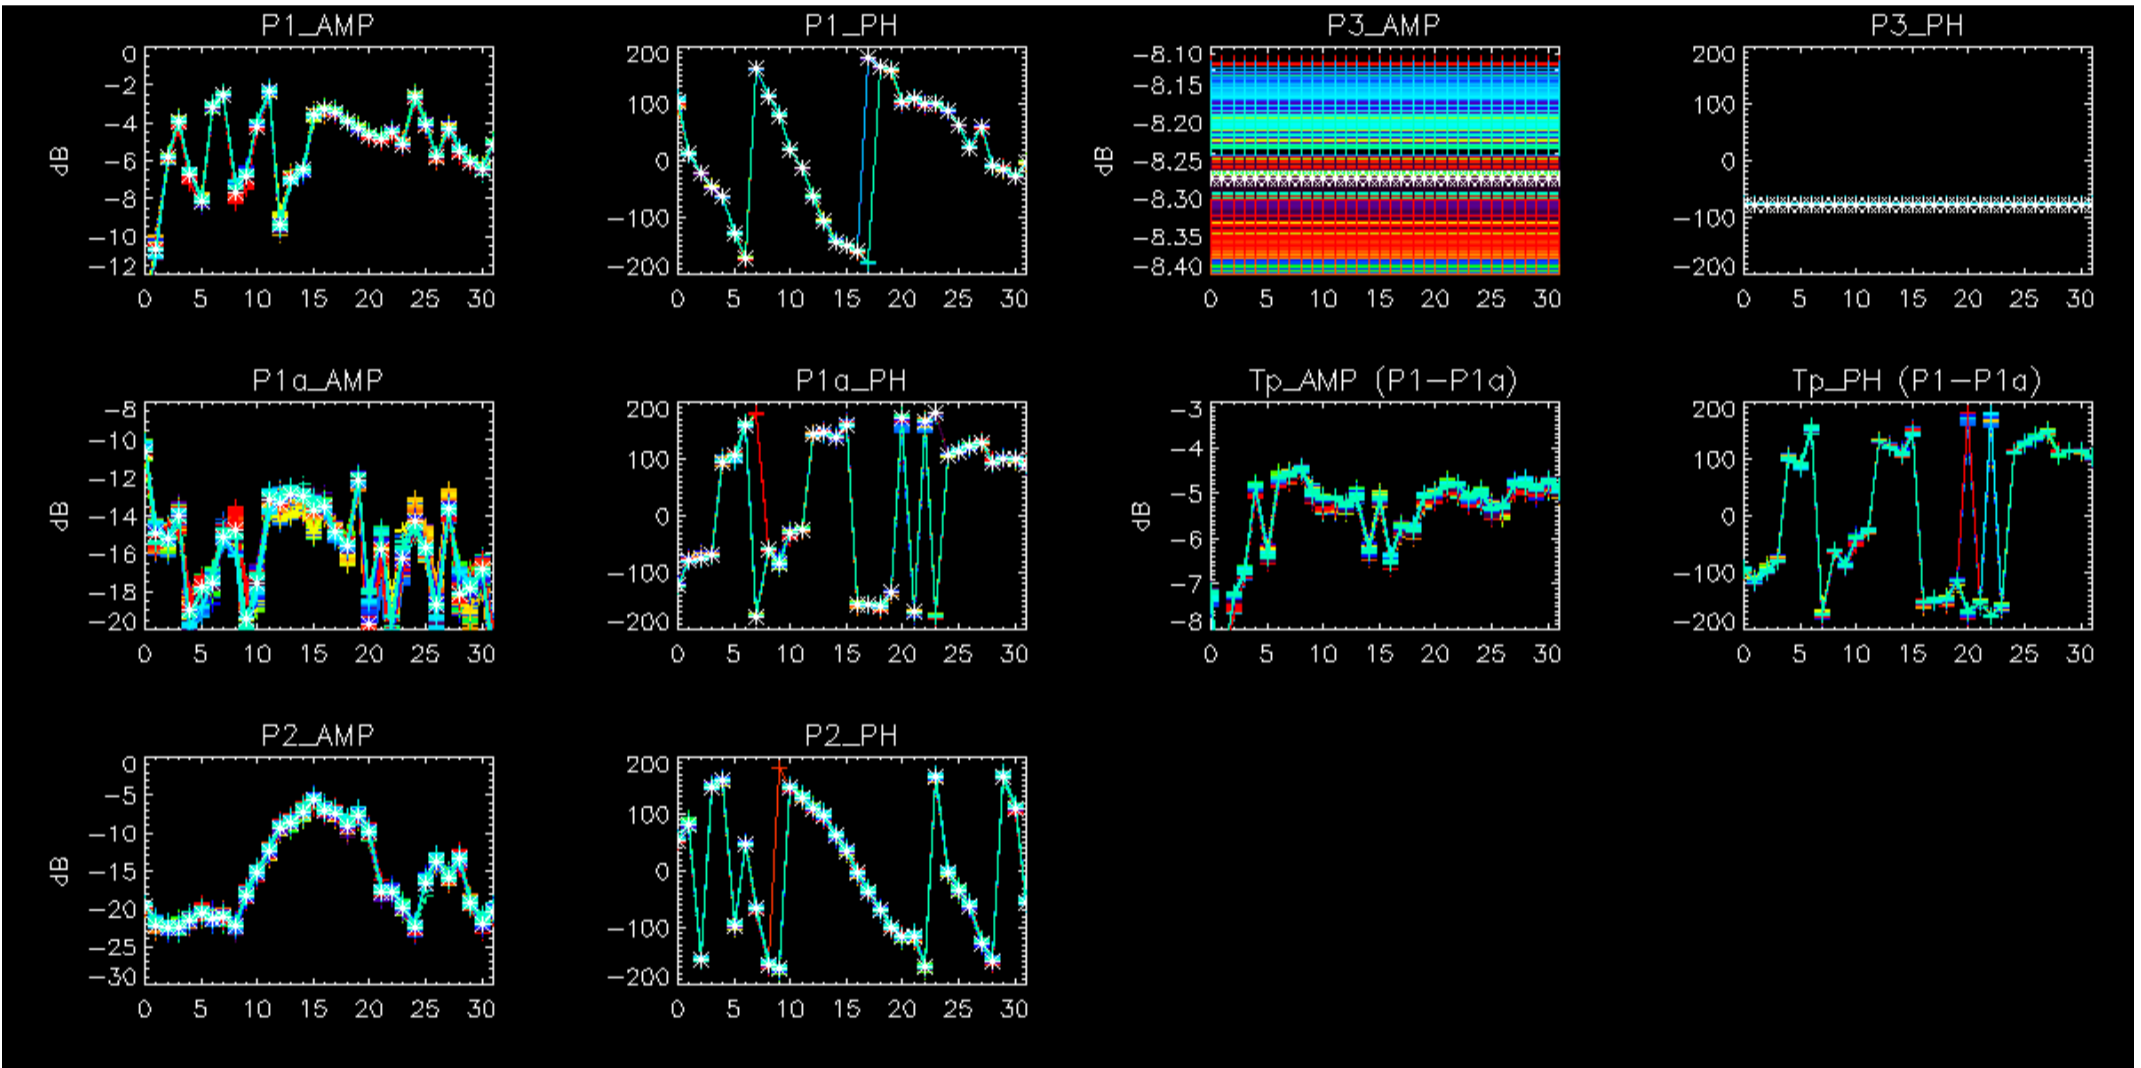 P1_AMP P1_PH P3_AMP P3_PH
0 200 -8.10 200
-2 -8.15
100 100
-4 -8.20
dB -6 0 dB -8.25 0
-8 -8.30
-100 -100
-10 -8.35
-12 -200 -8.40 -200
0 5 10 15 20 25 30 0 5 10 15 20 25 30 0 5 10 15 20 25 30 0 5 10 15 20 25 30
P1a_AMP P1a_PH Tp_AMP (P1-P1a) Tp_PH (P1-P1a)
-8 200 -3 200
-10
100 -4 100
-12
dB -14 0 dB -5 0
-16 -6
-100 -100
-18 -7
-20 -200 -8 -200
0 5 10 15 20 25 30 0 5 10 15 20 25 30 0 5 10 15 20 25 30 0 5 10 15 20 25 30
P2_AMP P2_PH
0 200
-5
100
-10
dB -15 0
-20
-100
-25
-30 -200
0 5 10 15 20 25 30 0 5 10 15 20 25 30